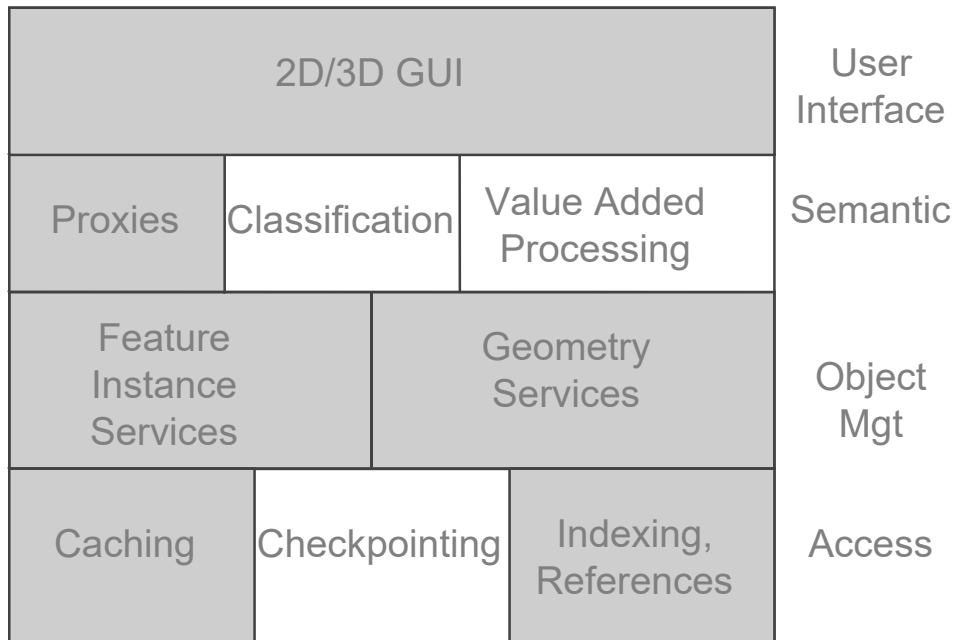 2D/3D GUI
User
Interface
Proxies
Classification
Value Added
Processing
Semantic
Feature
Instance
Services
Geometry
Services
Object
Mgt
Caching
Checkpointing
Indexing,
References
Access